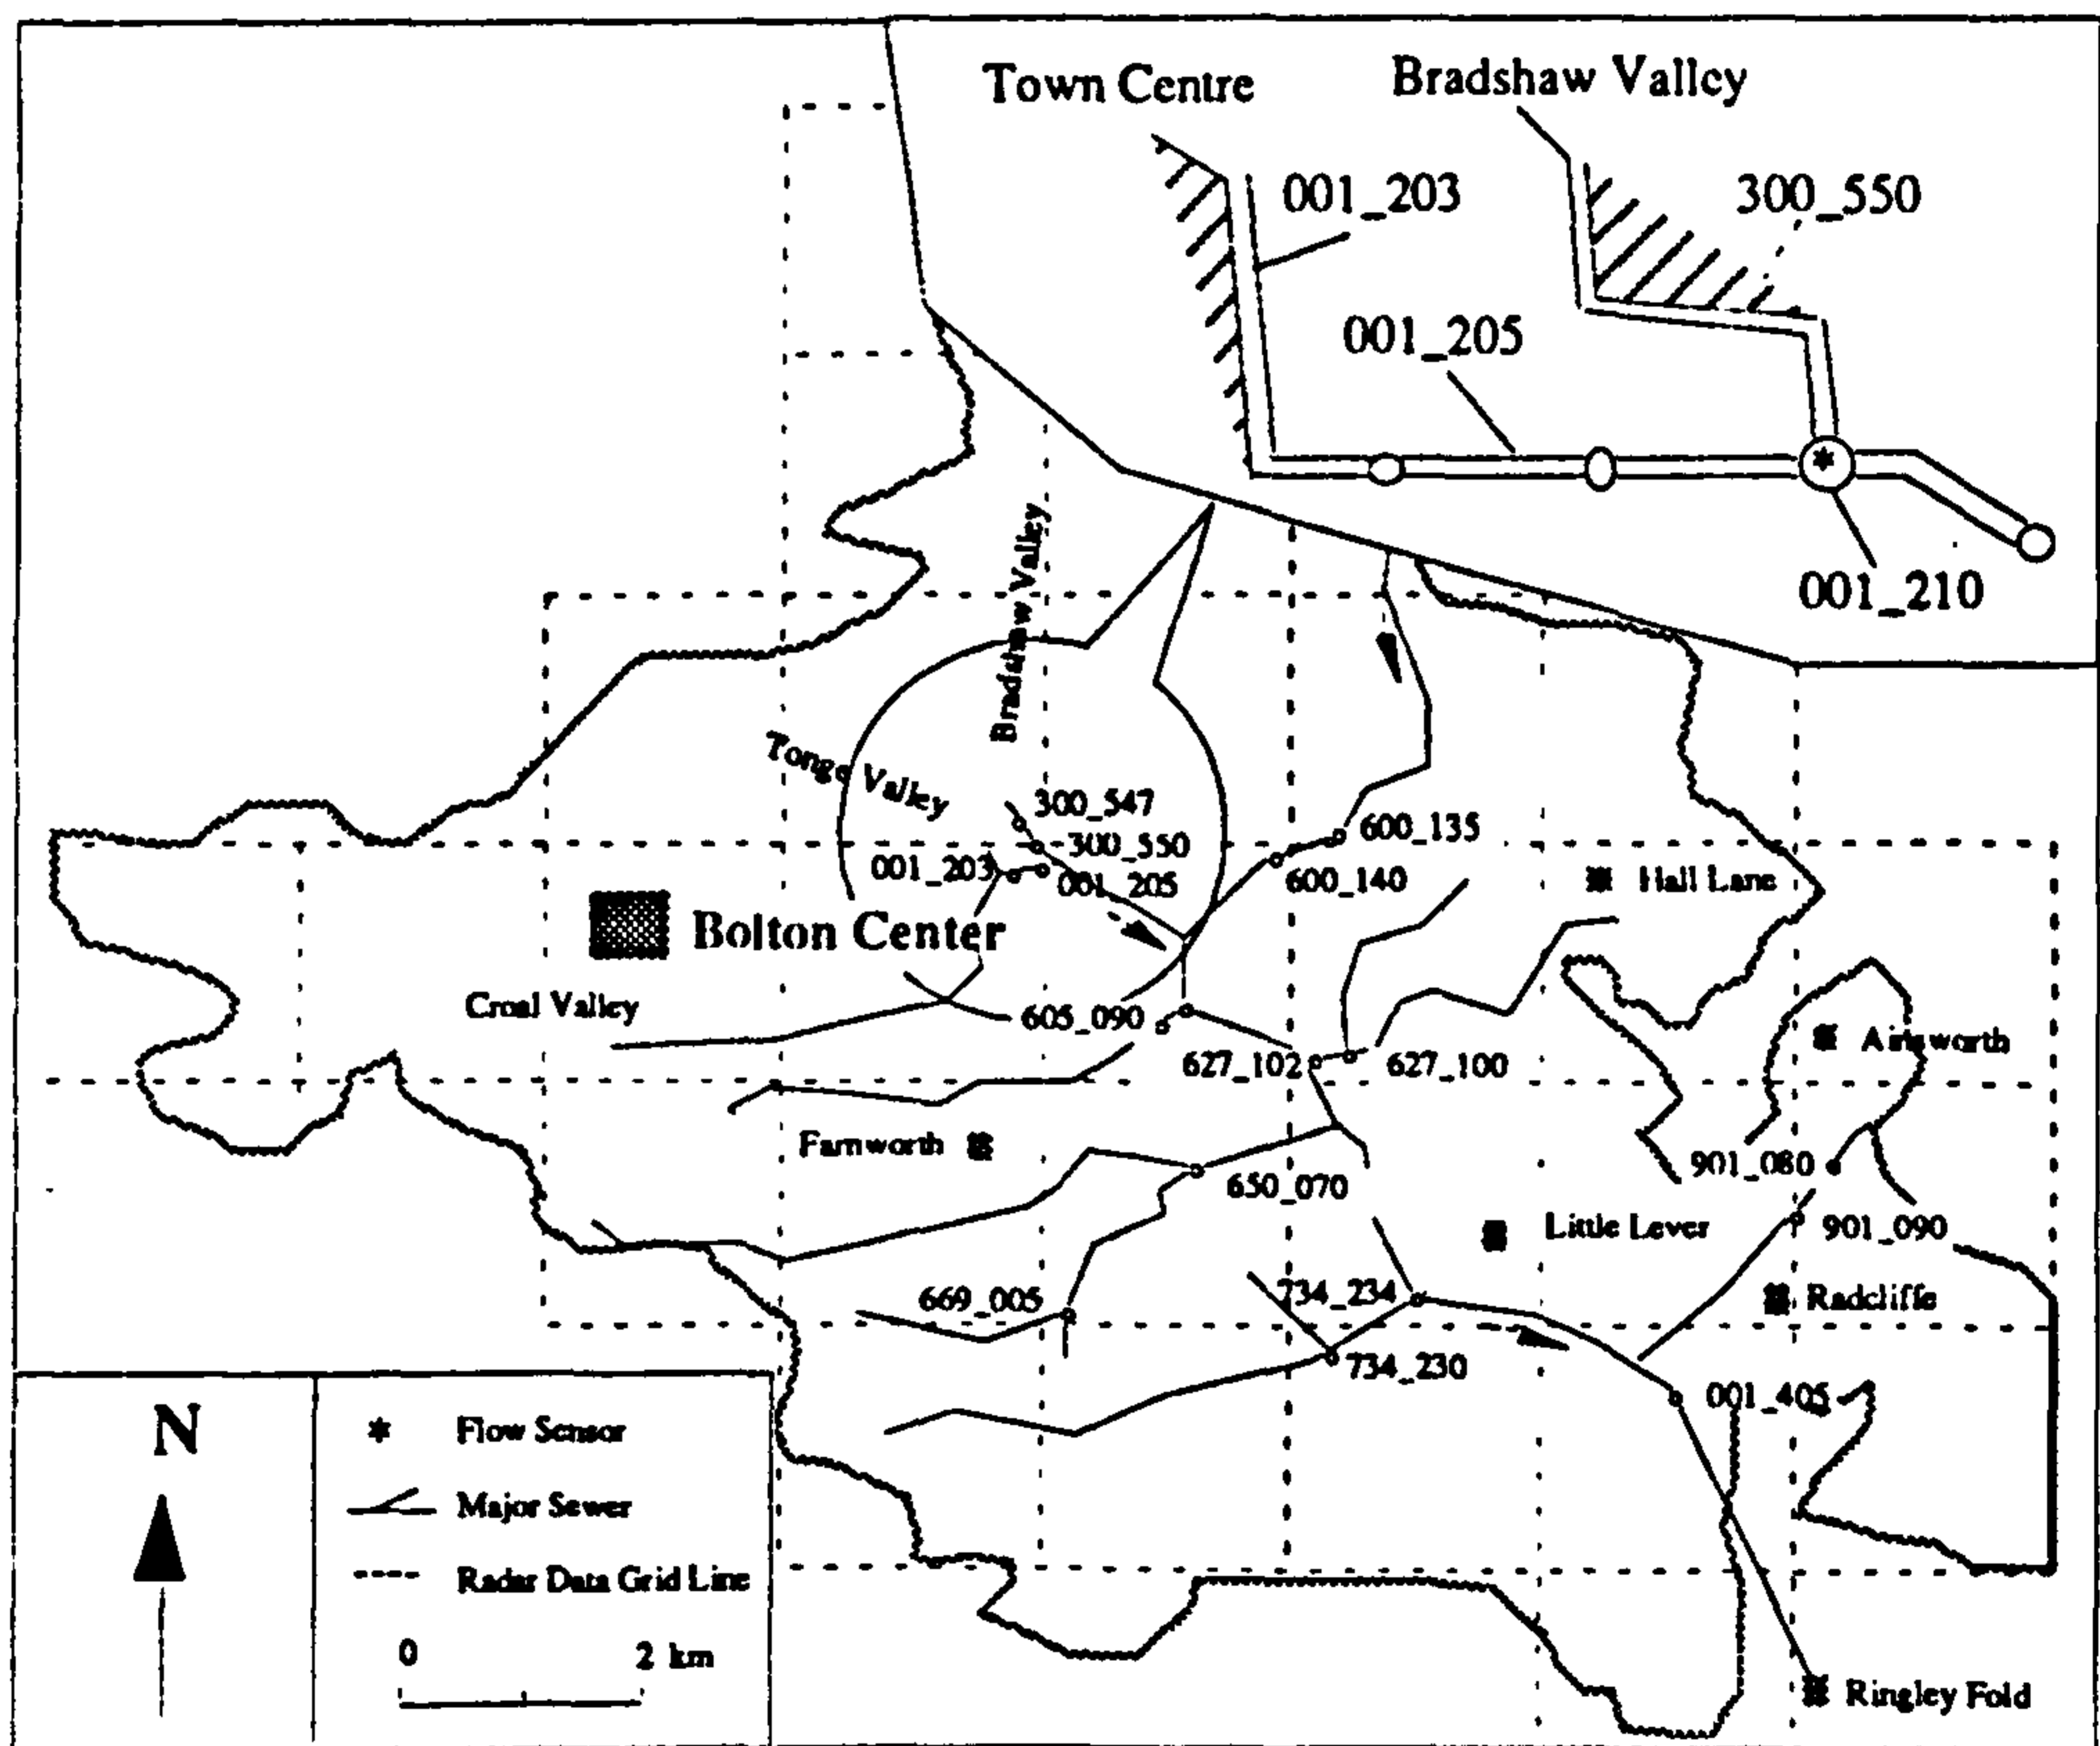 Town Centre
Bradshaw Valley
001_203
300_550
001_205
001_210
Bradshaw Valley
Tonge Valley
300_547
300_550
001_203
001_205
600_135
600_140
Hall Lane
Bolton Center
Croal Valley
605_090
627_102
627_100
Ainsworth
Farnworth
650_070
901_080
Little Lever
901_090
669_005
734_234
Radcliffe
734_230
001_405
N
* Flow Sensor
Major Sewer
Radar Data Grid Line
0 2 km
Ringley Fold